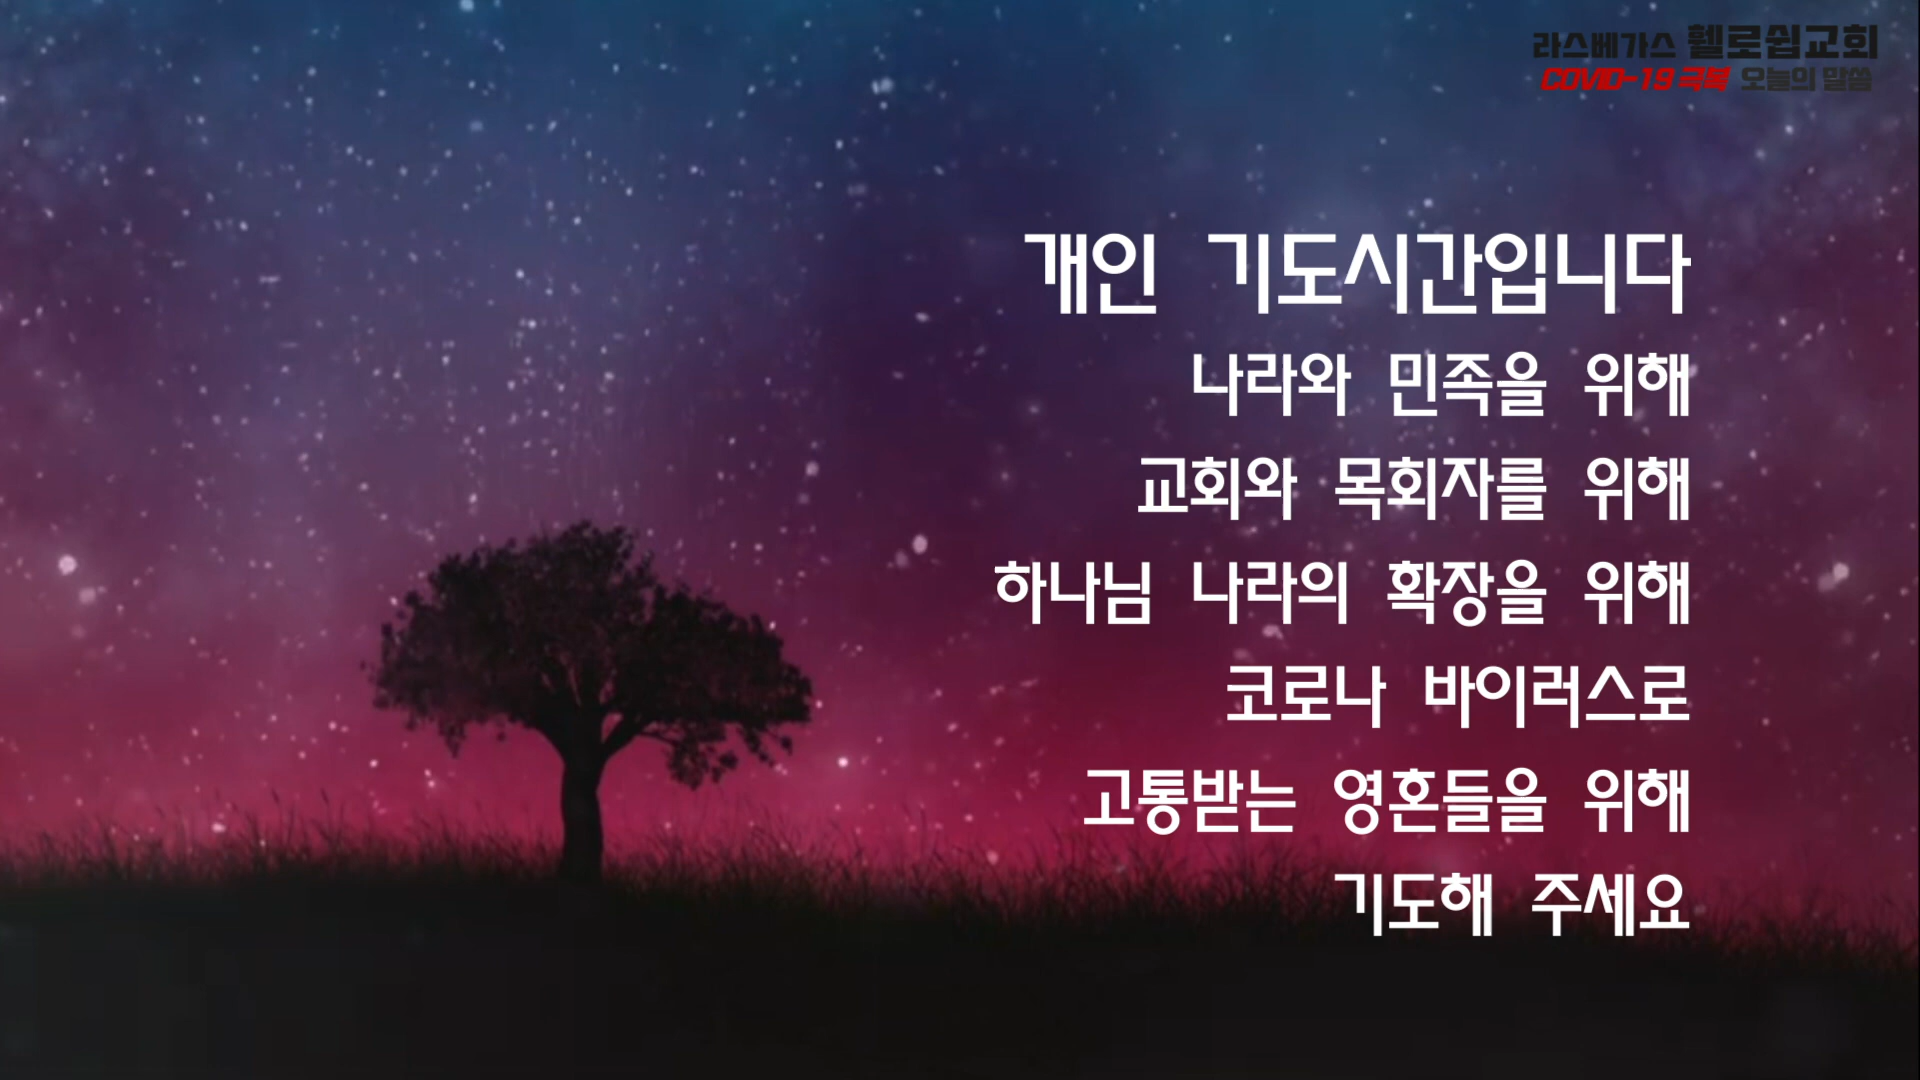 라스베가스 휄로쉽교회
COVID-19 극복 오늘의 말씀
개인 기도시간입니다
나라와 민족을 위해
교회와 목회자를 위해
하나님 나라의 확장을 위해
코로나 바이러스로
고통받는 영혼들을 위해
기도해 주세요